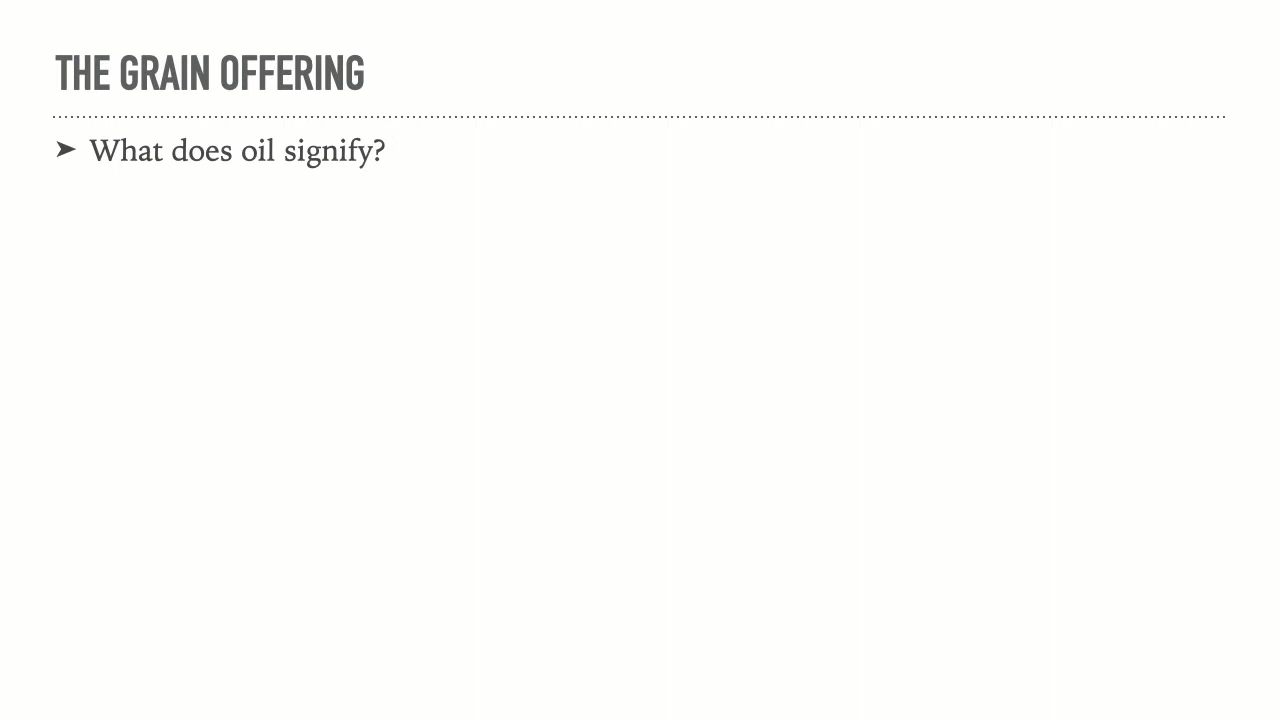 THE GRAIN OFFERING
➤ What does oil signify?